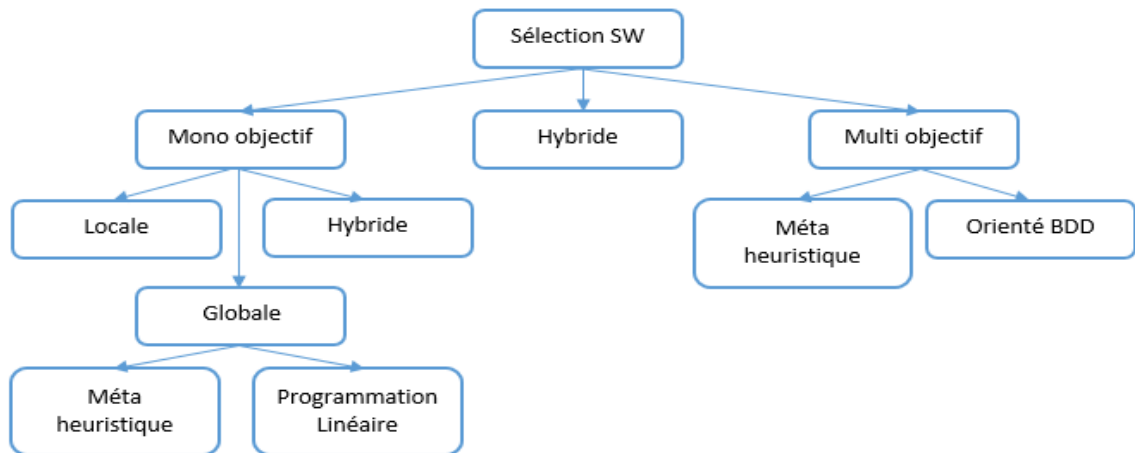 Sélection SW
Mono objectif
Hybride
Multi objectif
Locale
Hybride
Méta
heuristique
Orienté BDD
Globale
Méta
heuristique
Programmation
Linéaire